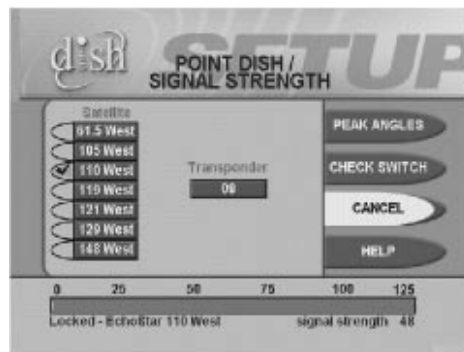 dish
SETUP
POINT DISH /
SIGNAL STRENGTH
Satellite
61.5 West
105 West
110 West
119 West
121 West
129 West
148 West
Transponder
08
PEAK ANGLES
CHECK SWITCH
CANCEL
HELP
0 25 50 75 100 125
Locked - EchoStar 110 West signal strength 48